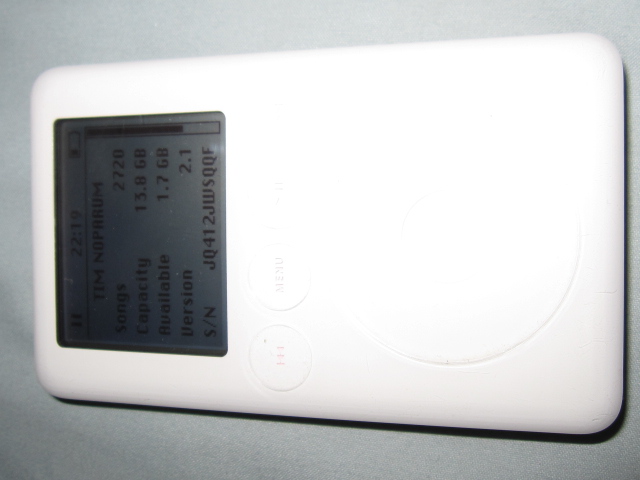 22:19
TIM NOPARUM
Songs 2720
Capacity 13.8 GB
Available 1.7 GB
Version 2.1
S/N JQ412JWSQQF
MENU